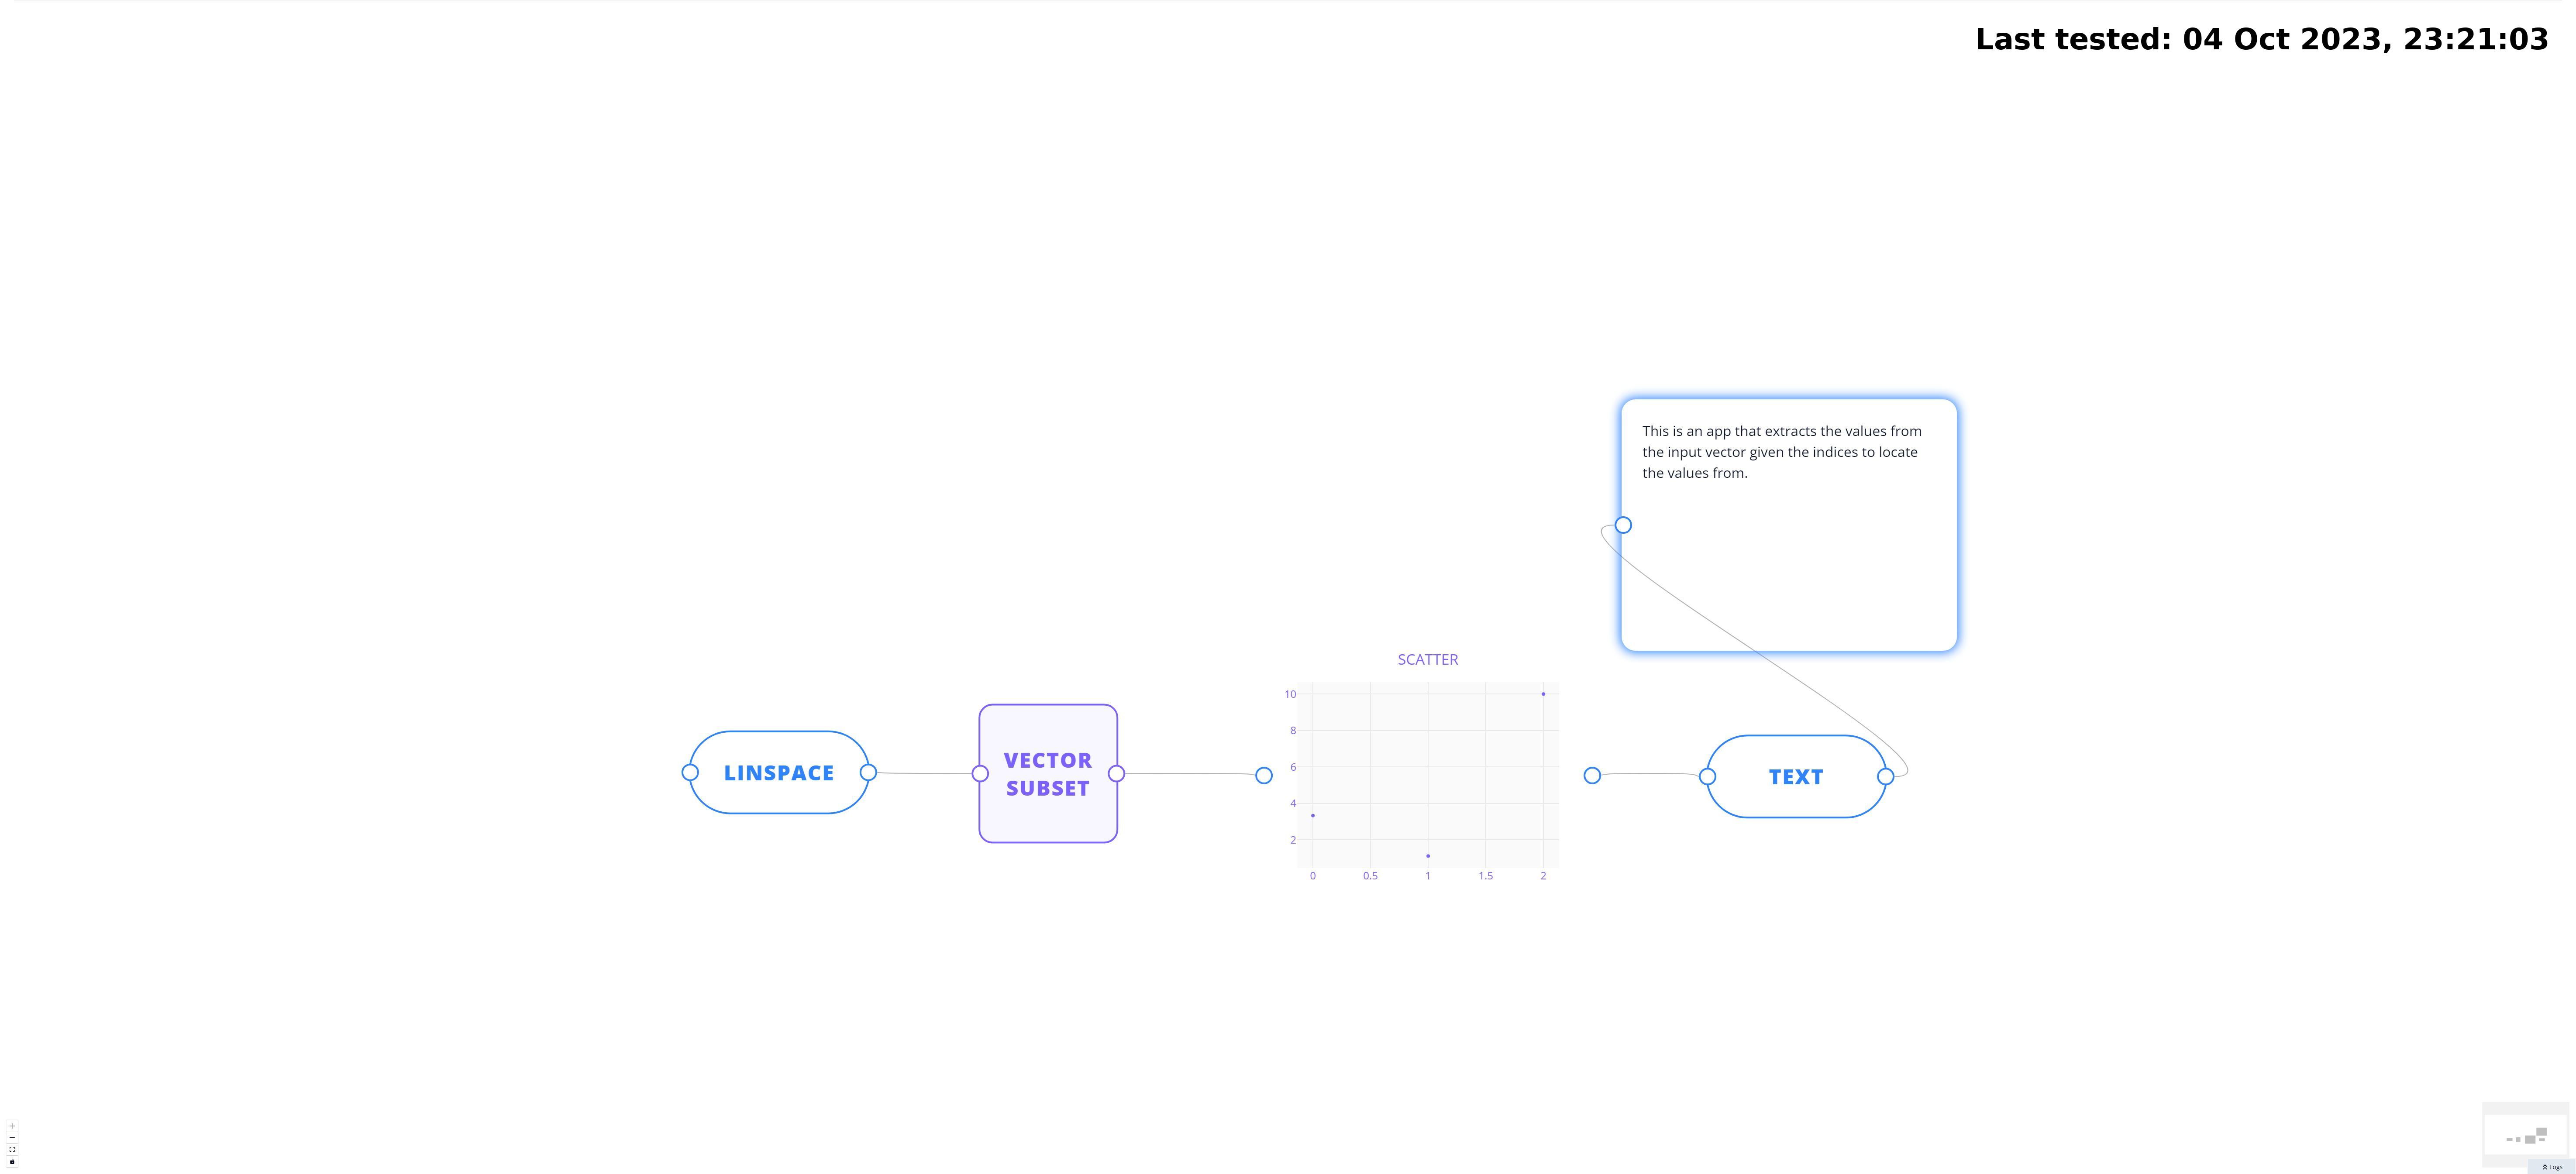 Last tested: 04 Oct 2023, 23:21:03
This is an app that extracts the values from
the input vector given the indices to locate
the values from.
SCATTER
10
8
6
4
2
0 0.5 1 1.5 2
LINSPACE
VECTOR
SUBSET
TEXT
Logs